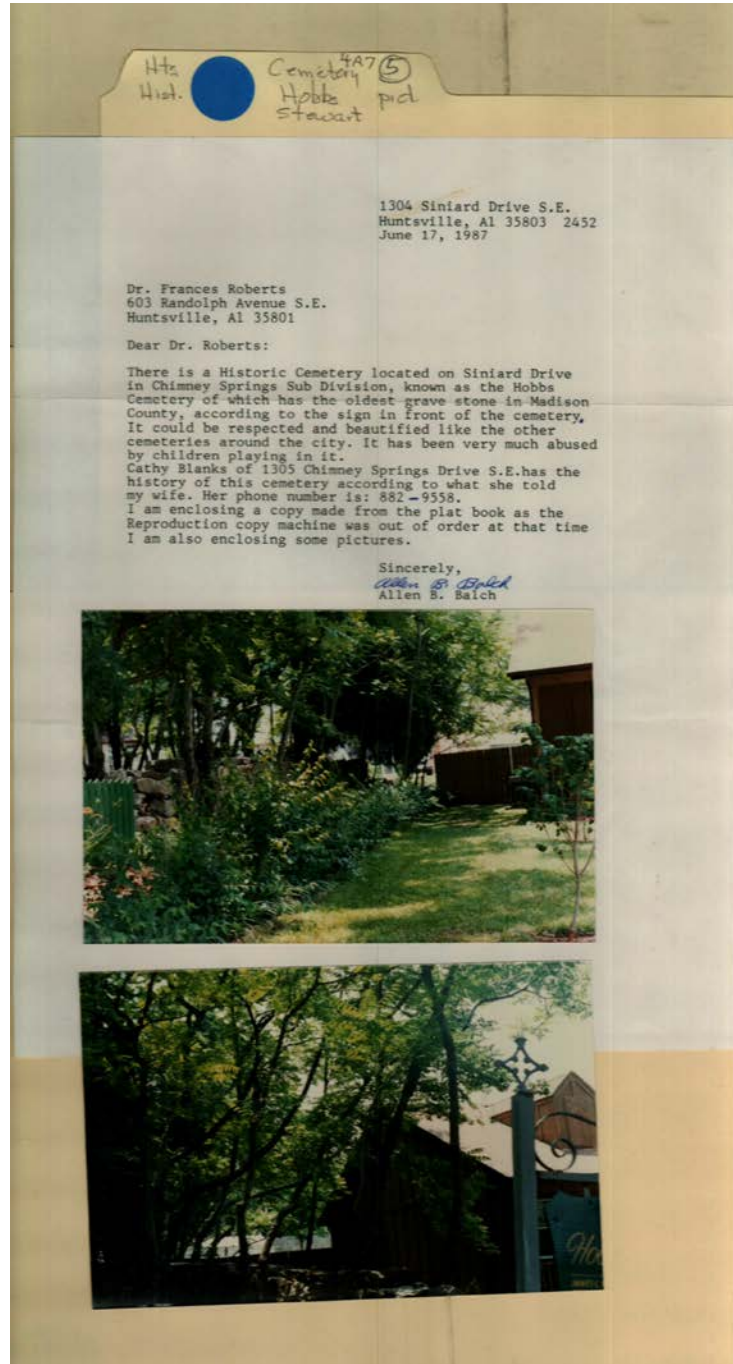 Hts Cemetery 4A7 5
Hist. Hobbs pid
Stewart
1304 Siniard Drive S.E.
Huntsville, Al 35803 2452
June 17, 1987
Dr. Frances Roberts
603 Randolph Avenue S.E.
Huntsville, Al 35801
Dear Dr. Roberts:
There is a Historic Cemetery located on Siniard Drive
in Chimney Springs Sub Division, known as the Hobbs
Cemetery of which has the oldest grave stone in Madison
County, according to the sign in front of the cemetery.
It could be respected and beautified like the other
cemeteries around the city. It has been very much abused
by children playing in it.
Cathy Blanks of 1305 Chimney Springs Drive S.E.has the
history of this cemetery according to what she told
my wife. Her phone number is: 882-9558.
I am enclosing a copy made from the plat book as the
Reproduction copy machine was out of order at that time
I am also enclosing some pictures.
Sincerely,
Allen B. Balch
Allen B. Balch
Ho